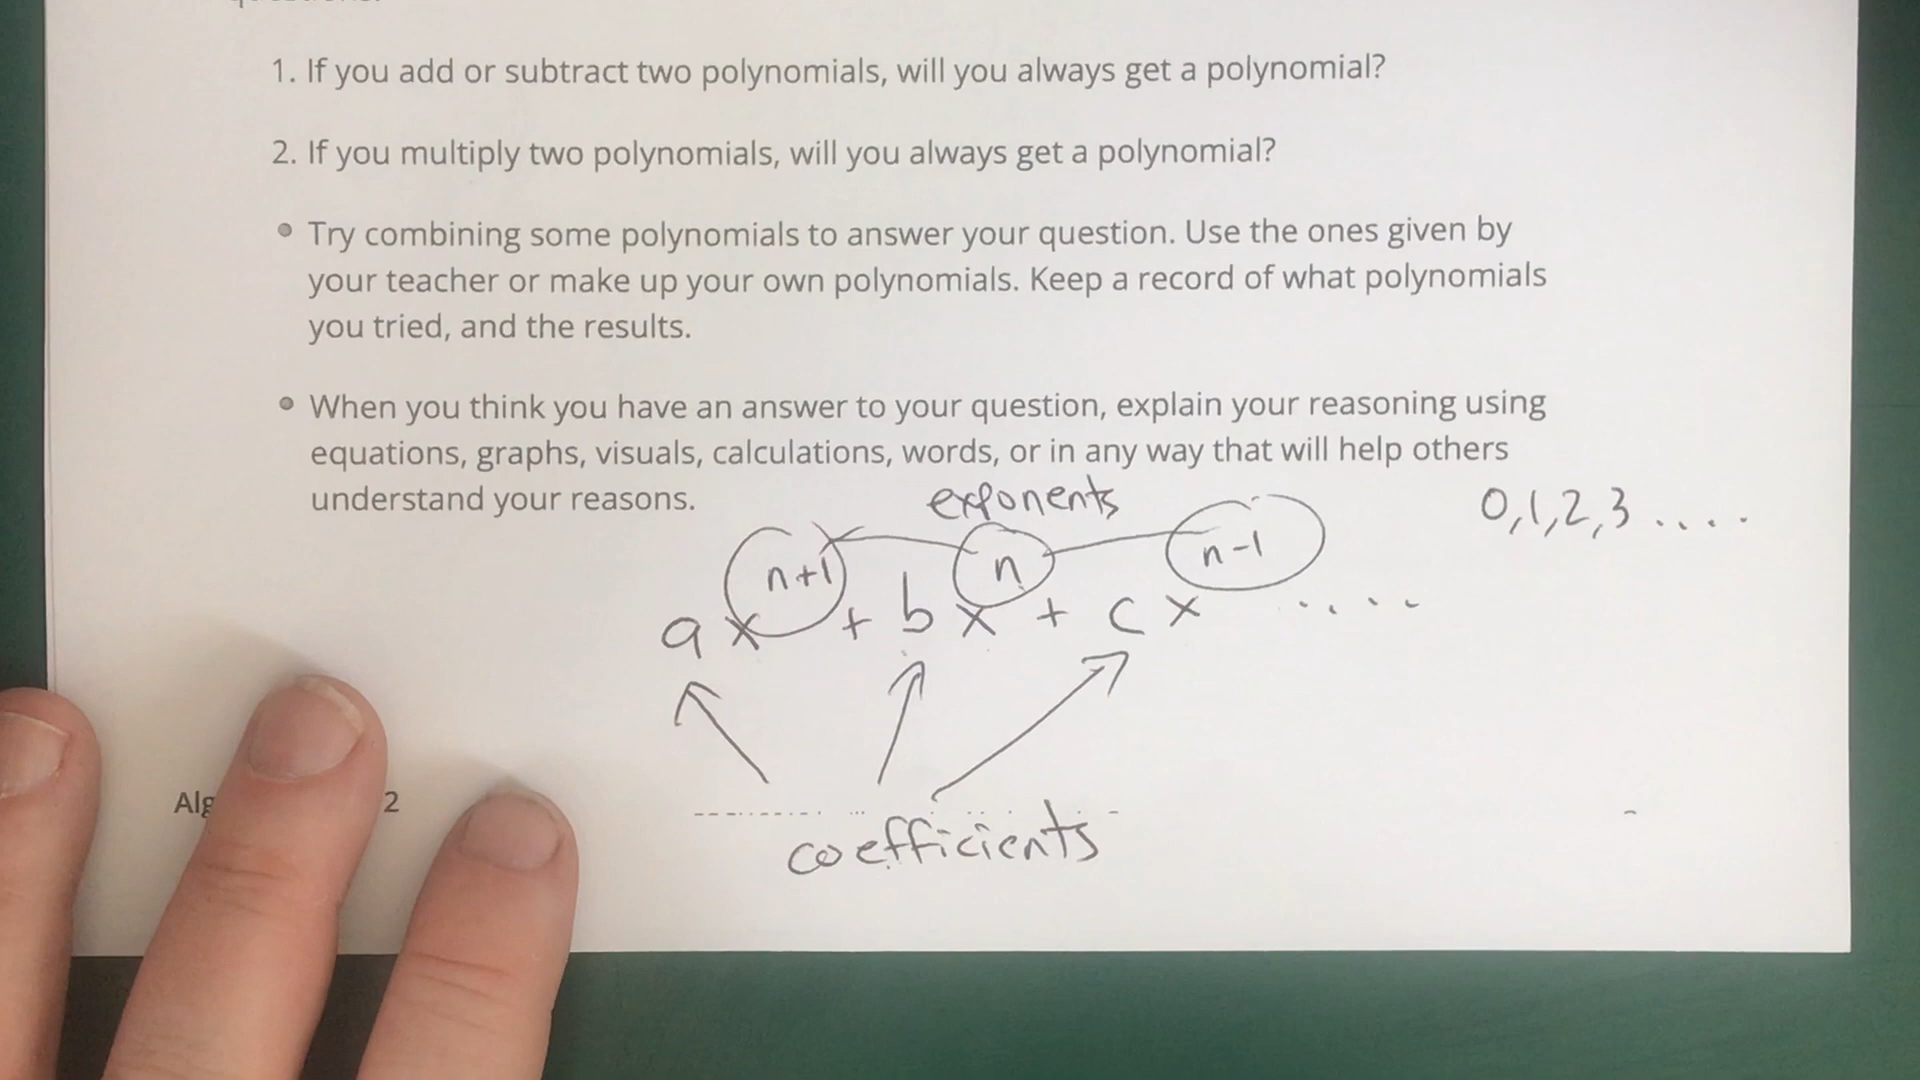 1. If you add or subtract two polynomials, will you always get a polynomial?
2. If you multiply two polynomials, will you always get a polynomial?
• Try combining some polynomials to answer your question. Use the ones given by
your teacher or make up your own polynomials. Keep a record of what polynomials
you tried, and the results.
• When you think you have an answer to your question, explain your reasoning using
equations, graphs, visuals, calculations, words, or in any way that will help others
understand your reasons.
exponents
0,1,2,3 ....
n+1 n n-1
ax + bx + cx ....
Alg 2
coefficients